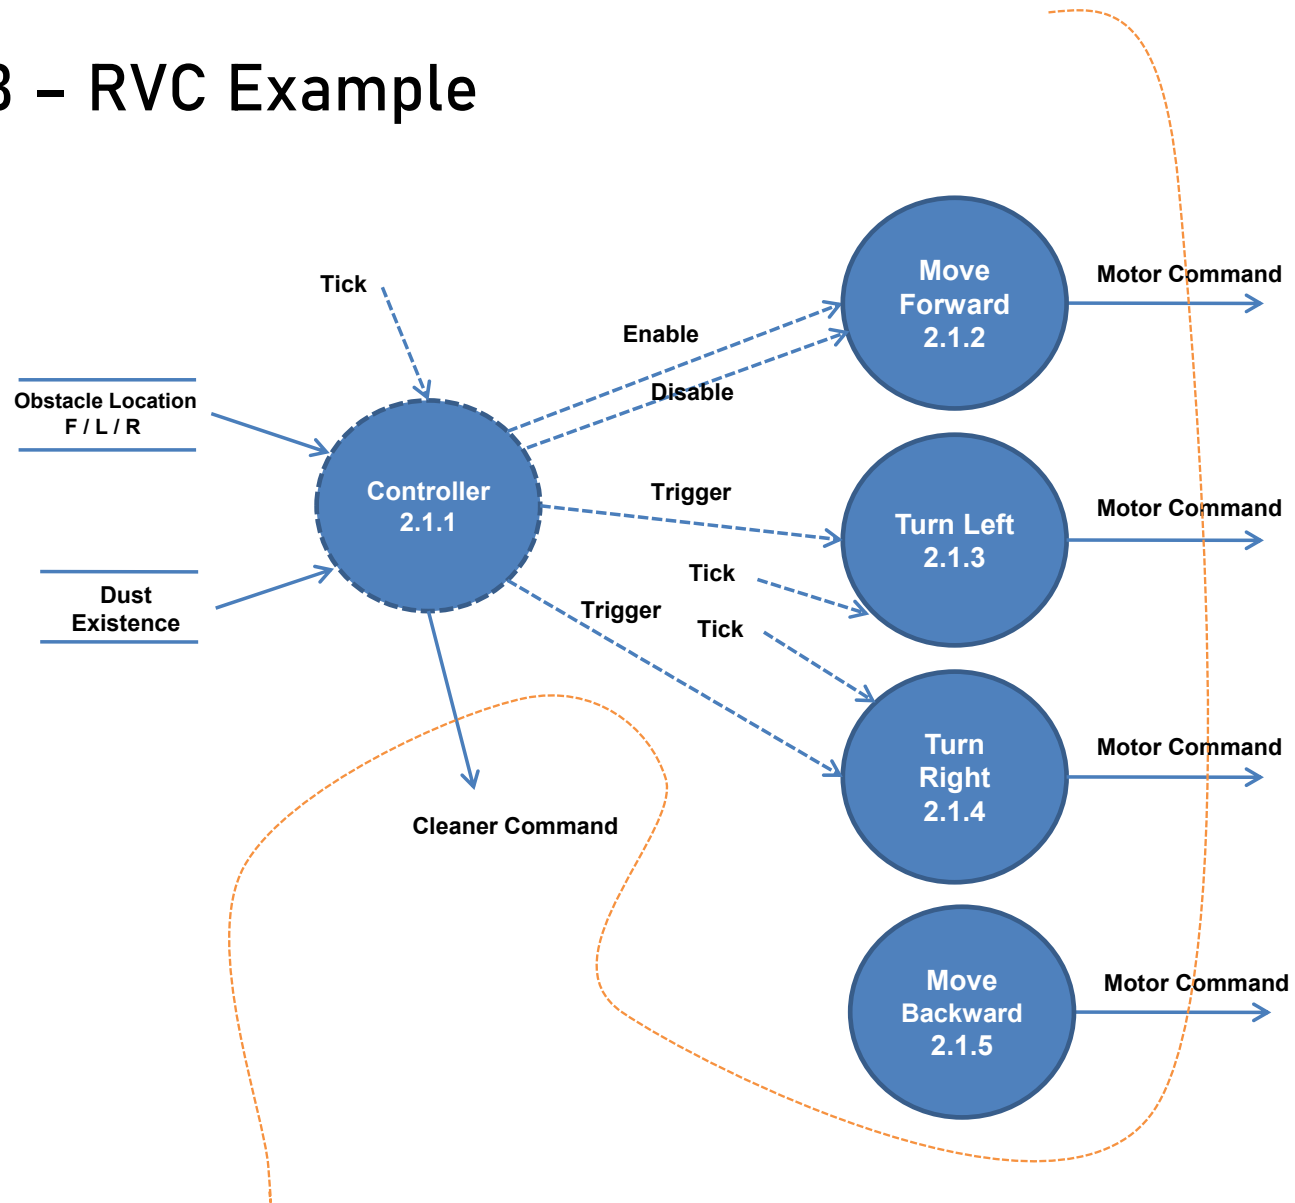 3 – RVC Example
Tick
Obstacle Location
F / L / R
Dust
Existence
Controller
2.1.1
Enable
Disable
Trigger
Tick
Trigger
Tick
Cleaner Command
Move
Forward
2.1.2
Motor Command
Turn Left
2.1.3
Motor Command
Turn
Right
2.1.4
Motor Command
Move
Backward
2.1.5
Motor Command